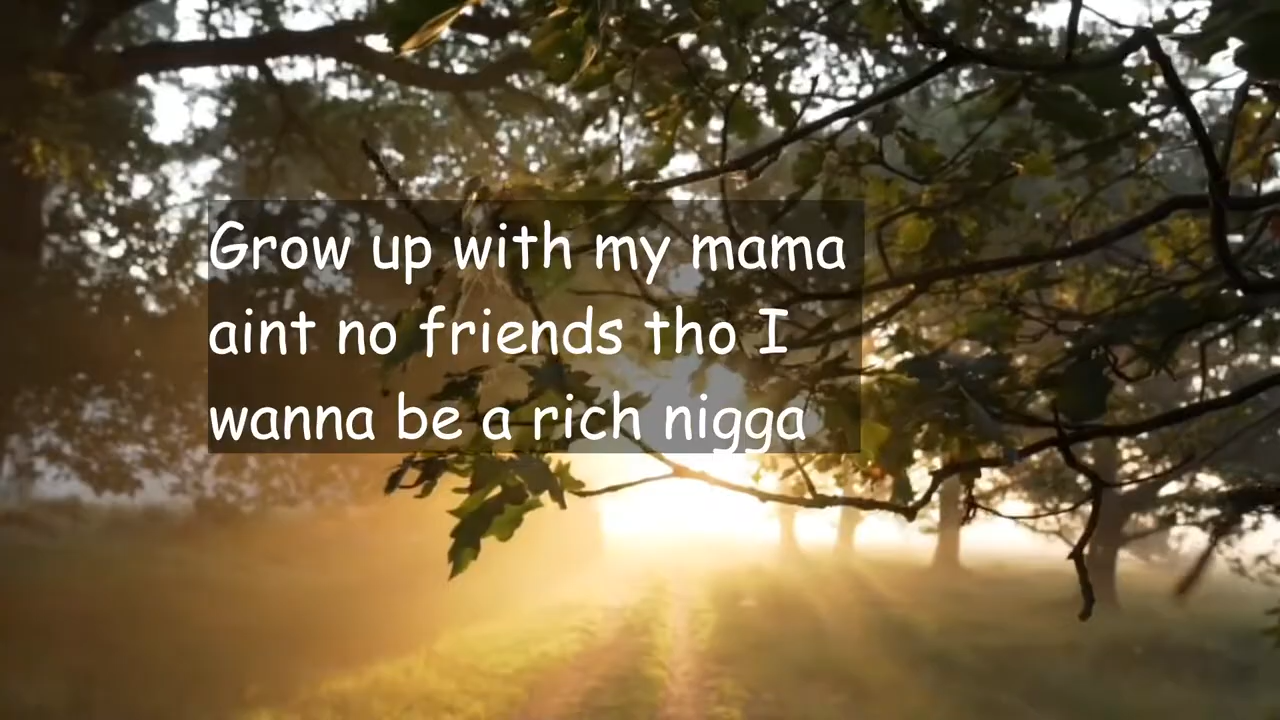 Grow up with my mama
aint no friends tho I
wanna be a rich nigga